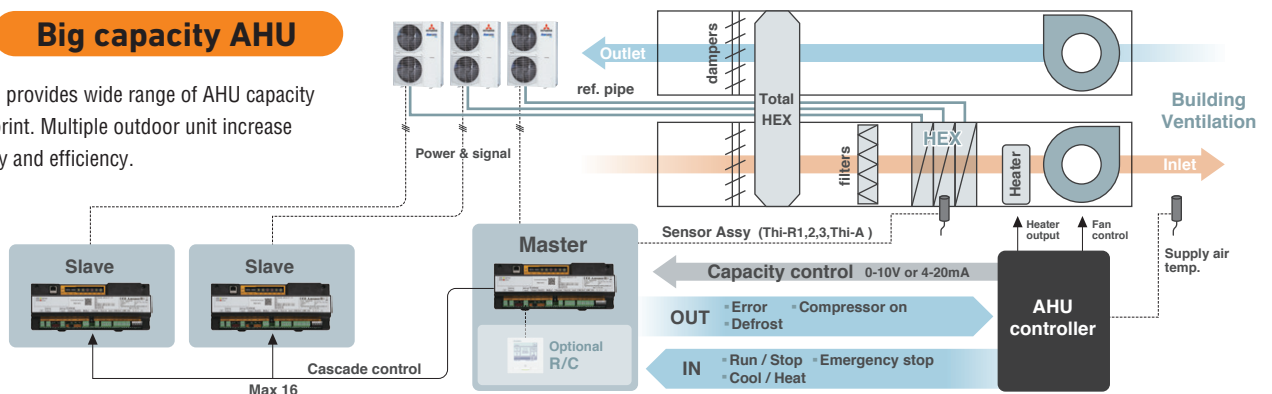 Big capacity AHU
provides wide range of AHU capacity
print. Multiple outdoor unit increase
y and efficiency.
Outlet
dampers
ref. pipe
Total
HEX
Building
Ventilation
Power & signal
filters
HEX
Heater
Inlet
Sensor Assy (Thi-R1,2,3,Thi-A )
Heater
output
Fan
control
Supply air
temp.
Slave
Slave
Master
Capacity control 0-10V or 4-20mA
OUT
Error
Compressor on
Defrost
AHU
controller
Optional
R/C
IN
Run / Stop
Emergency stop
Cool / Heat
Cascade control
Max 16